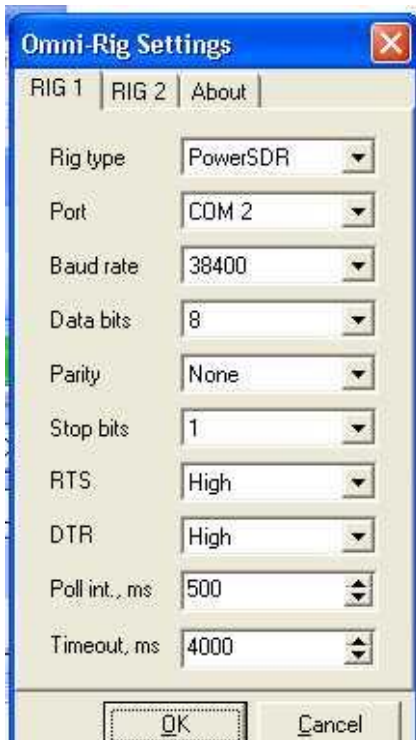 Omni-Rig Settings
RIG 1 RIG 2 About
Rig type PowerSDR
Port COM 2
Baud rate 38400
Data bits 8
Parity None
Stop bits 1
RTS High
DTR High
Poll int., ms 500
Timeout, ms 4000
OK Cancel